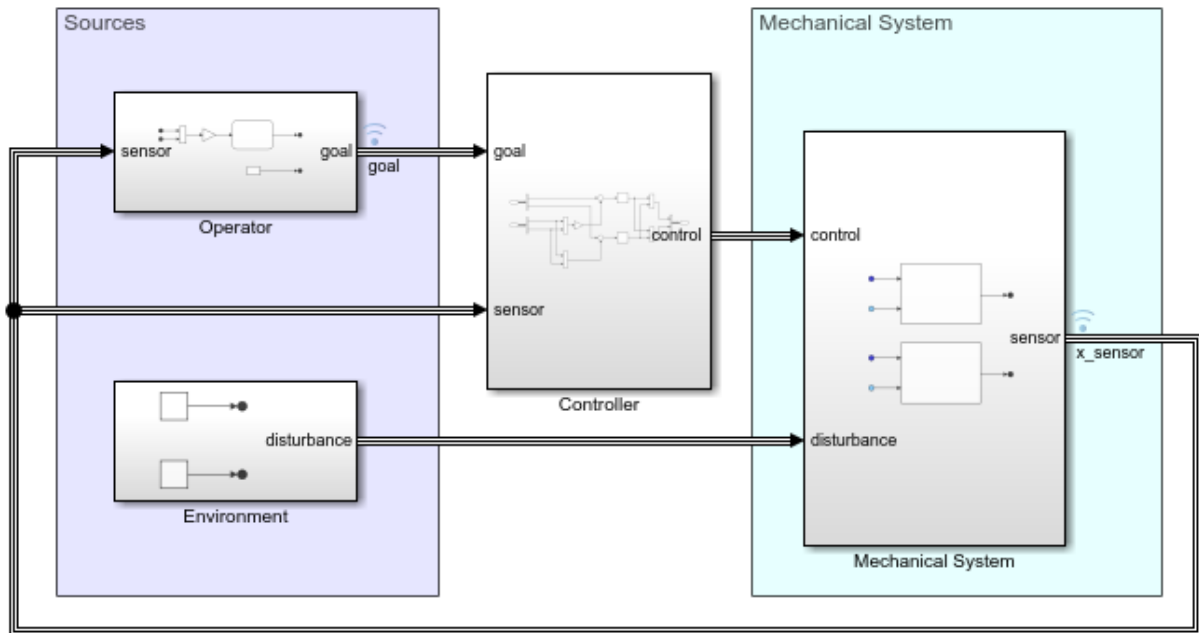 Sources
Mechanical System
sensor
goal
goal
Operator
goal
control
sensor
Controller
disturbance
Environment
control
sensor
x_sensor
disturbance
Mechanical System